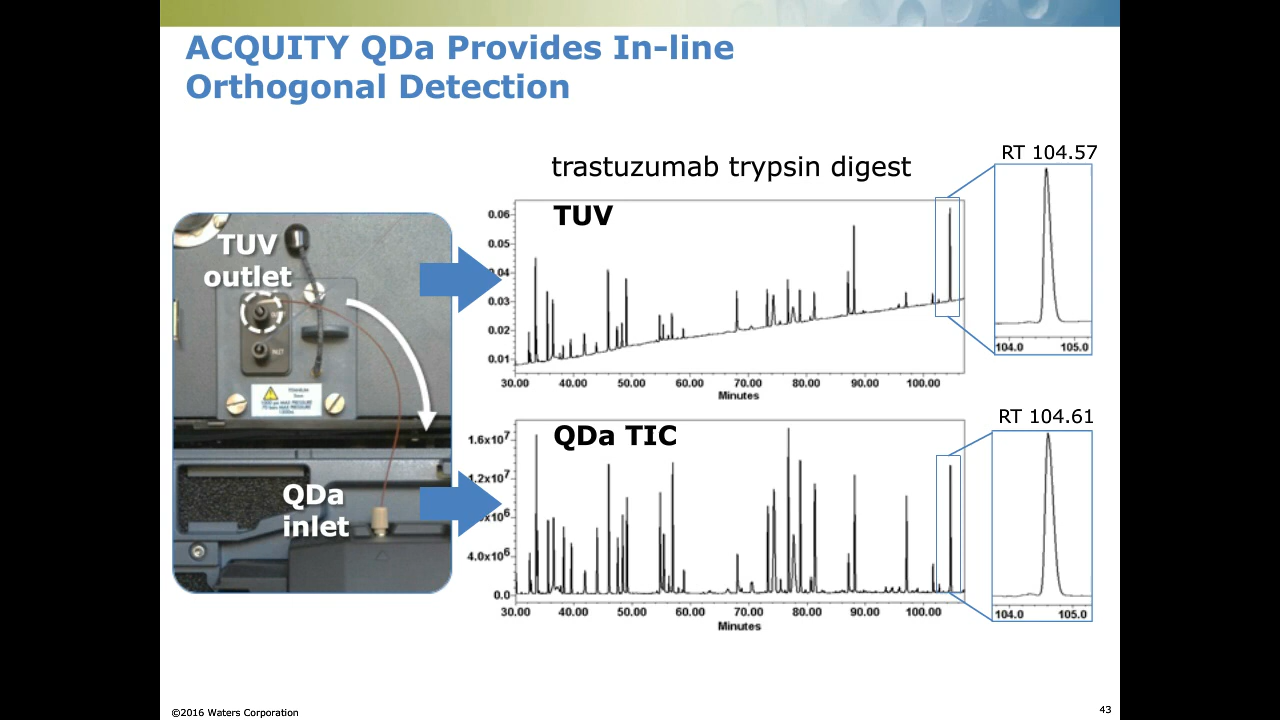 ACQUITY QDa Provides In-line
Orthogonal Detection
trastuzumab trypsin digest
RT 104.57
TUV
outlet
INLET
QDa
inlet
TUV
0.06
0.05
.04
0.03
0.02
0.01
30.00 40.00 50.00 60.00 70.00 80.00 90.00 100.00
Minutes
104.0 105.0
RT 104.61
QDa TIC
1.6x10⁷
.2x10⁷
x10⁶
4.0x10⁶
0.0
30.00 40.00 50.00 60.00 70.00 80.00 90.00 100.00
Minutes
104.0 105.0
©2016 Waters Corporation
43